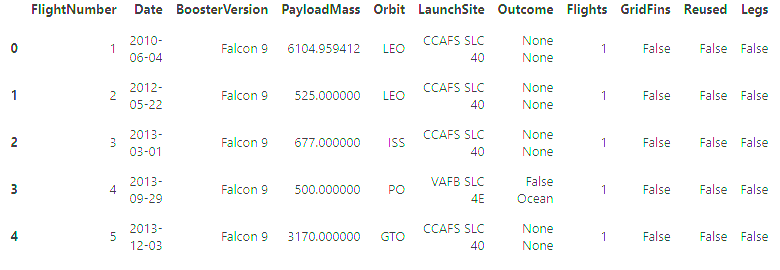 FlightNumber Date BoosterVersion PayloadMass Orbit LaunchSite Outcome Flights GridFins Reused Legs
0 1 2010-06-04 Falcon 9 6104.959412 LEO CCAFS SLC 40 None None 1 False False False
1 2 2012-05-22 Falcon 9 525.000000 LEO CCAFS SLC 40 None None 1 False False False
2 3 2013-03-01 Falcon 9 677.000000 ISS CCAFS SLC 40 None None 1 False False False
3 4 2013-09-29 Falcon 9 500.000000 PO VAFB SLC 4E False Ocean 1 False False False
4 5 2013-12-03 Falcon 9 3170.000000 GTO CCAFS SLC 40 None None 1 False False False